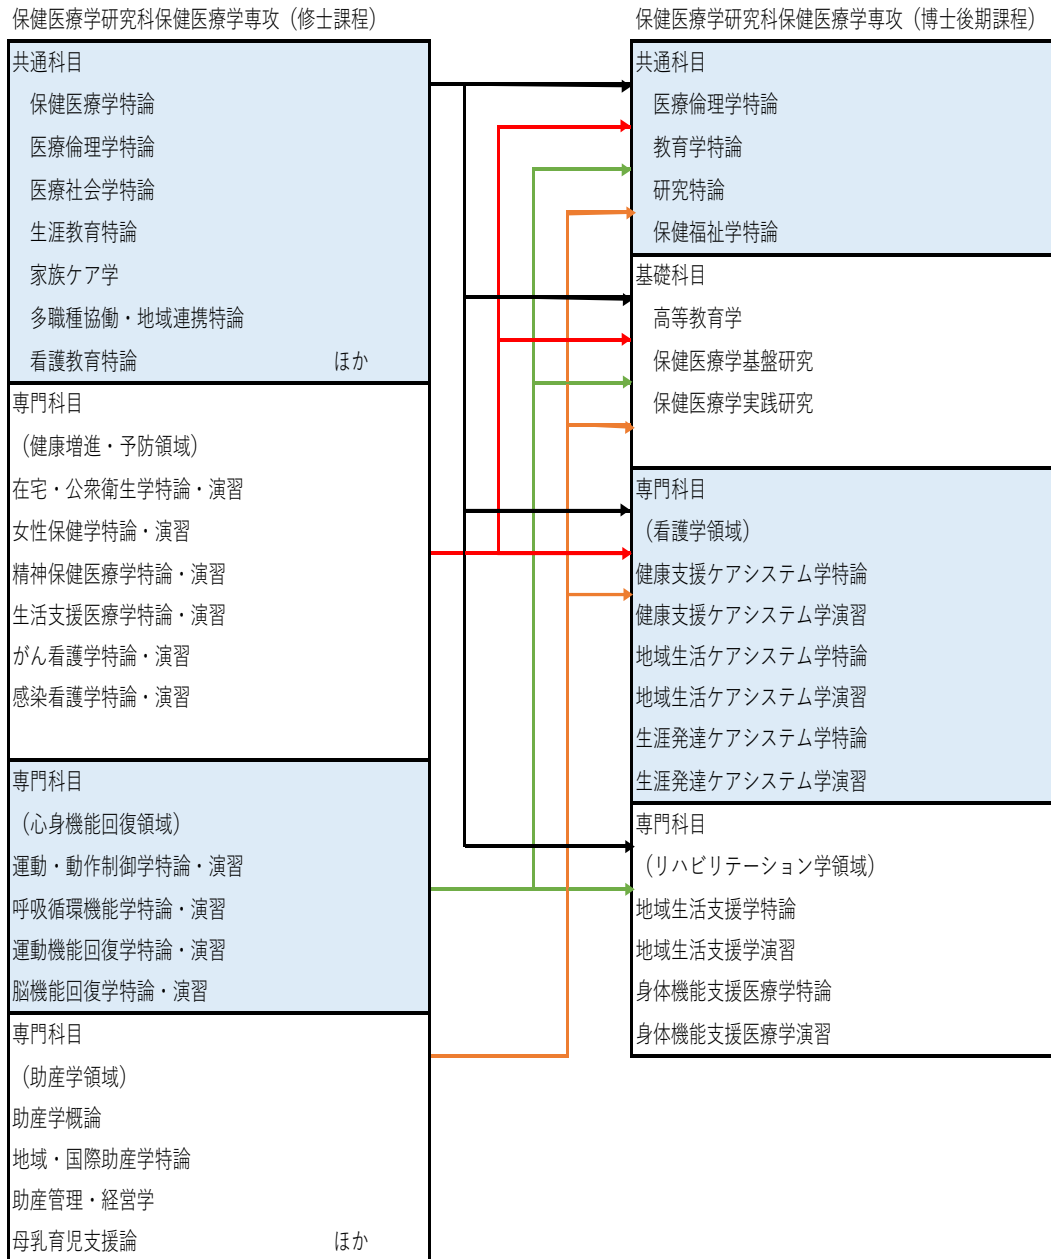 保健医療学研究科保健医療学専攻（修士課程）
共通科目
保健医療学特論
医療倫理学特論
医療社会学特論
生涯教育特論
家族ケア学
多職種協働・地域連携特論
看護教育特論　ほか
専門科目
（健康増進・予防領域）
在宅・公衆衛生学特論・演習
女性保健学特論・演習
精神保健医療学特論・演習
生活支援医療学特論・演習
がん看護学特論・演習
感染看護学特論・演習
専門科目
（心身機能回復領域）
運動・動作制御学特論・演習
呼吸循環機能学特論・演習
運動機能回復学特論・演習
脳機能回復学特論・演習
専門科目
（助産学領域）
助産学概論
地域・国際助産学特論
助産管理・経営学
母乳育児支援論　ほか
保健医療学研究科保健医療学専攻（博士後期課程）
共通科目
医療倫理学特論
教育学特論
研究特論
保健福祉学特論
基礎科目
高等教育学
保健医療学基盤研究
保健医療学実践研究
専門科目
（看護学領域）
健康支援ケアシステム学特論
健康支援ケアシステム学演習
地域生活ケアシステム学特論
地域生活ケアシステム学演習
生涯発達ケアシステム学特論
生涯発達ケアシステム学演習
専門科目
（リハビリテーション学領域）
地域生活支援学特論
地域生活支援学演習
身体機能支援医療学特論
身体機能支援医療学演習